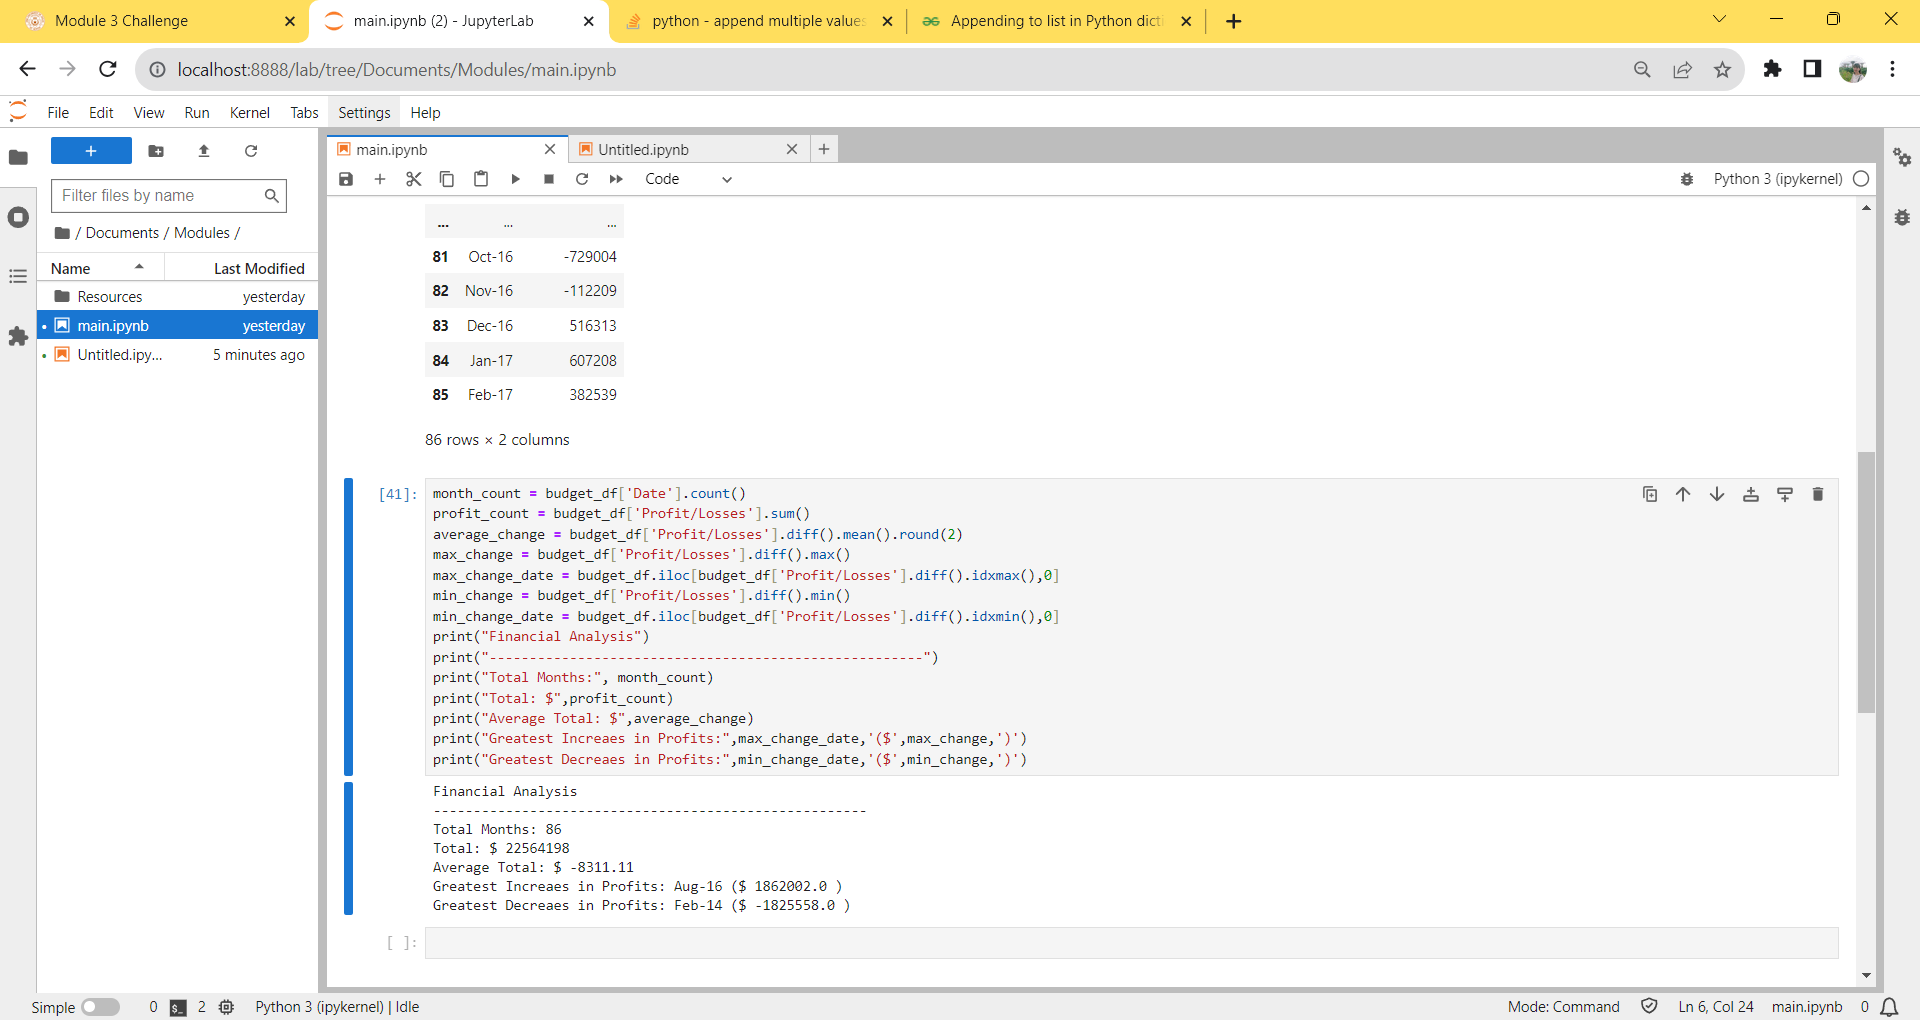 Module 3 Challenge
main.ipynb (2) - JupyterLab
python - append multiple values
Appending to list in Python dicti
localhost:8888/lab/tree/Documents/Modules/main.ipynb
File Edit View Run Kernel Tabs Settings Help
main.ipynb
Untitled.ipynb
Code
Python 3 (ipykernel)
Filter files by name
/ Documents / Modules /
Name Last Modified
Resources yesterday
main.ipynb yesterday
Untitled.ipy... 5 minutes ago
... ... ...
81 Oct-16 -729004
82 Nov-16 -112209
83 Dec-16 516313
84 Jan-17 607208
85 Feb-17 382539
86 rows × 2 columns
[41]: month_count = budget_df['Date'].count()
profit_count = budget_df['Profit/Losses'].sum()
average_change = budget_df['Profit/Losses'].diff().mean().round(2)
max_change = budget_df['Profit/Losses'].diff().max()
max_change_date = budget_df.iloc[budget_df['Profit/Losses'].diff().idxmax(),0]
min_change = budget_df['Profit/Losses'].diff().min()
min_change_date = budget_df.iloc[budget_df['Profit/Losses'].diff().idxmin(),0]
print("Financial Analysis")
print("------------------------------------------------------")
print("Total Months:", month_count)
print("Total: $",profit_count)
print("Average Total: $",average_change)
print("Greatest Increaes in Profits:",max_change_date,'($',max_change,')')
print("Greatest Decreaes in Profits:",min_change_date,'($',min_change,')')
Financial Analysis
------------------------------------------------------
Total Months: 86
Total: $ 22564198
Average Total: $ -8311.11
Greatest Increaes in Profits: Aug-16 ($ 1862002.0 )
Greatest Decreaes in Profits: Feb-14 ($ -1825558.0 )
[ ]:
Simple 0 $_ 2 Python 3 (ipykernel) | Idle
Mode: Command Ln 6, Col 24 main.ipynb 0